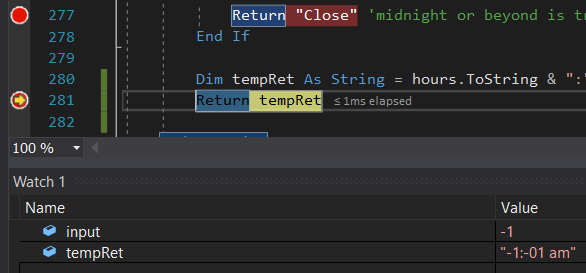 277 Return "Close" 'midnight or beyond is tr
278 End If
279
280 Dim tempRet As String = hours.ToString & ":"
281 Return tempRet ≤ 1ms elapsed
282
100 %
Watch 1
Name Value
input -1
tempRet "-1:-01 am"